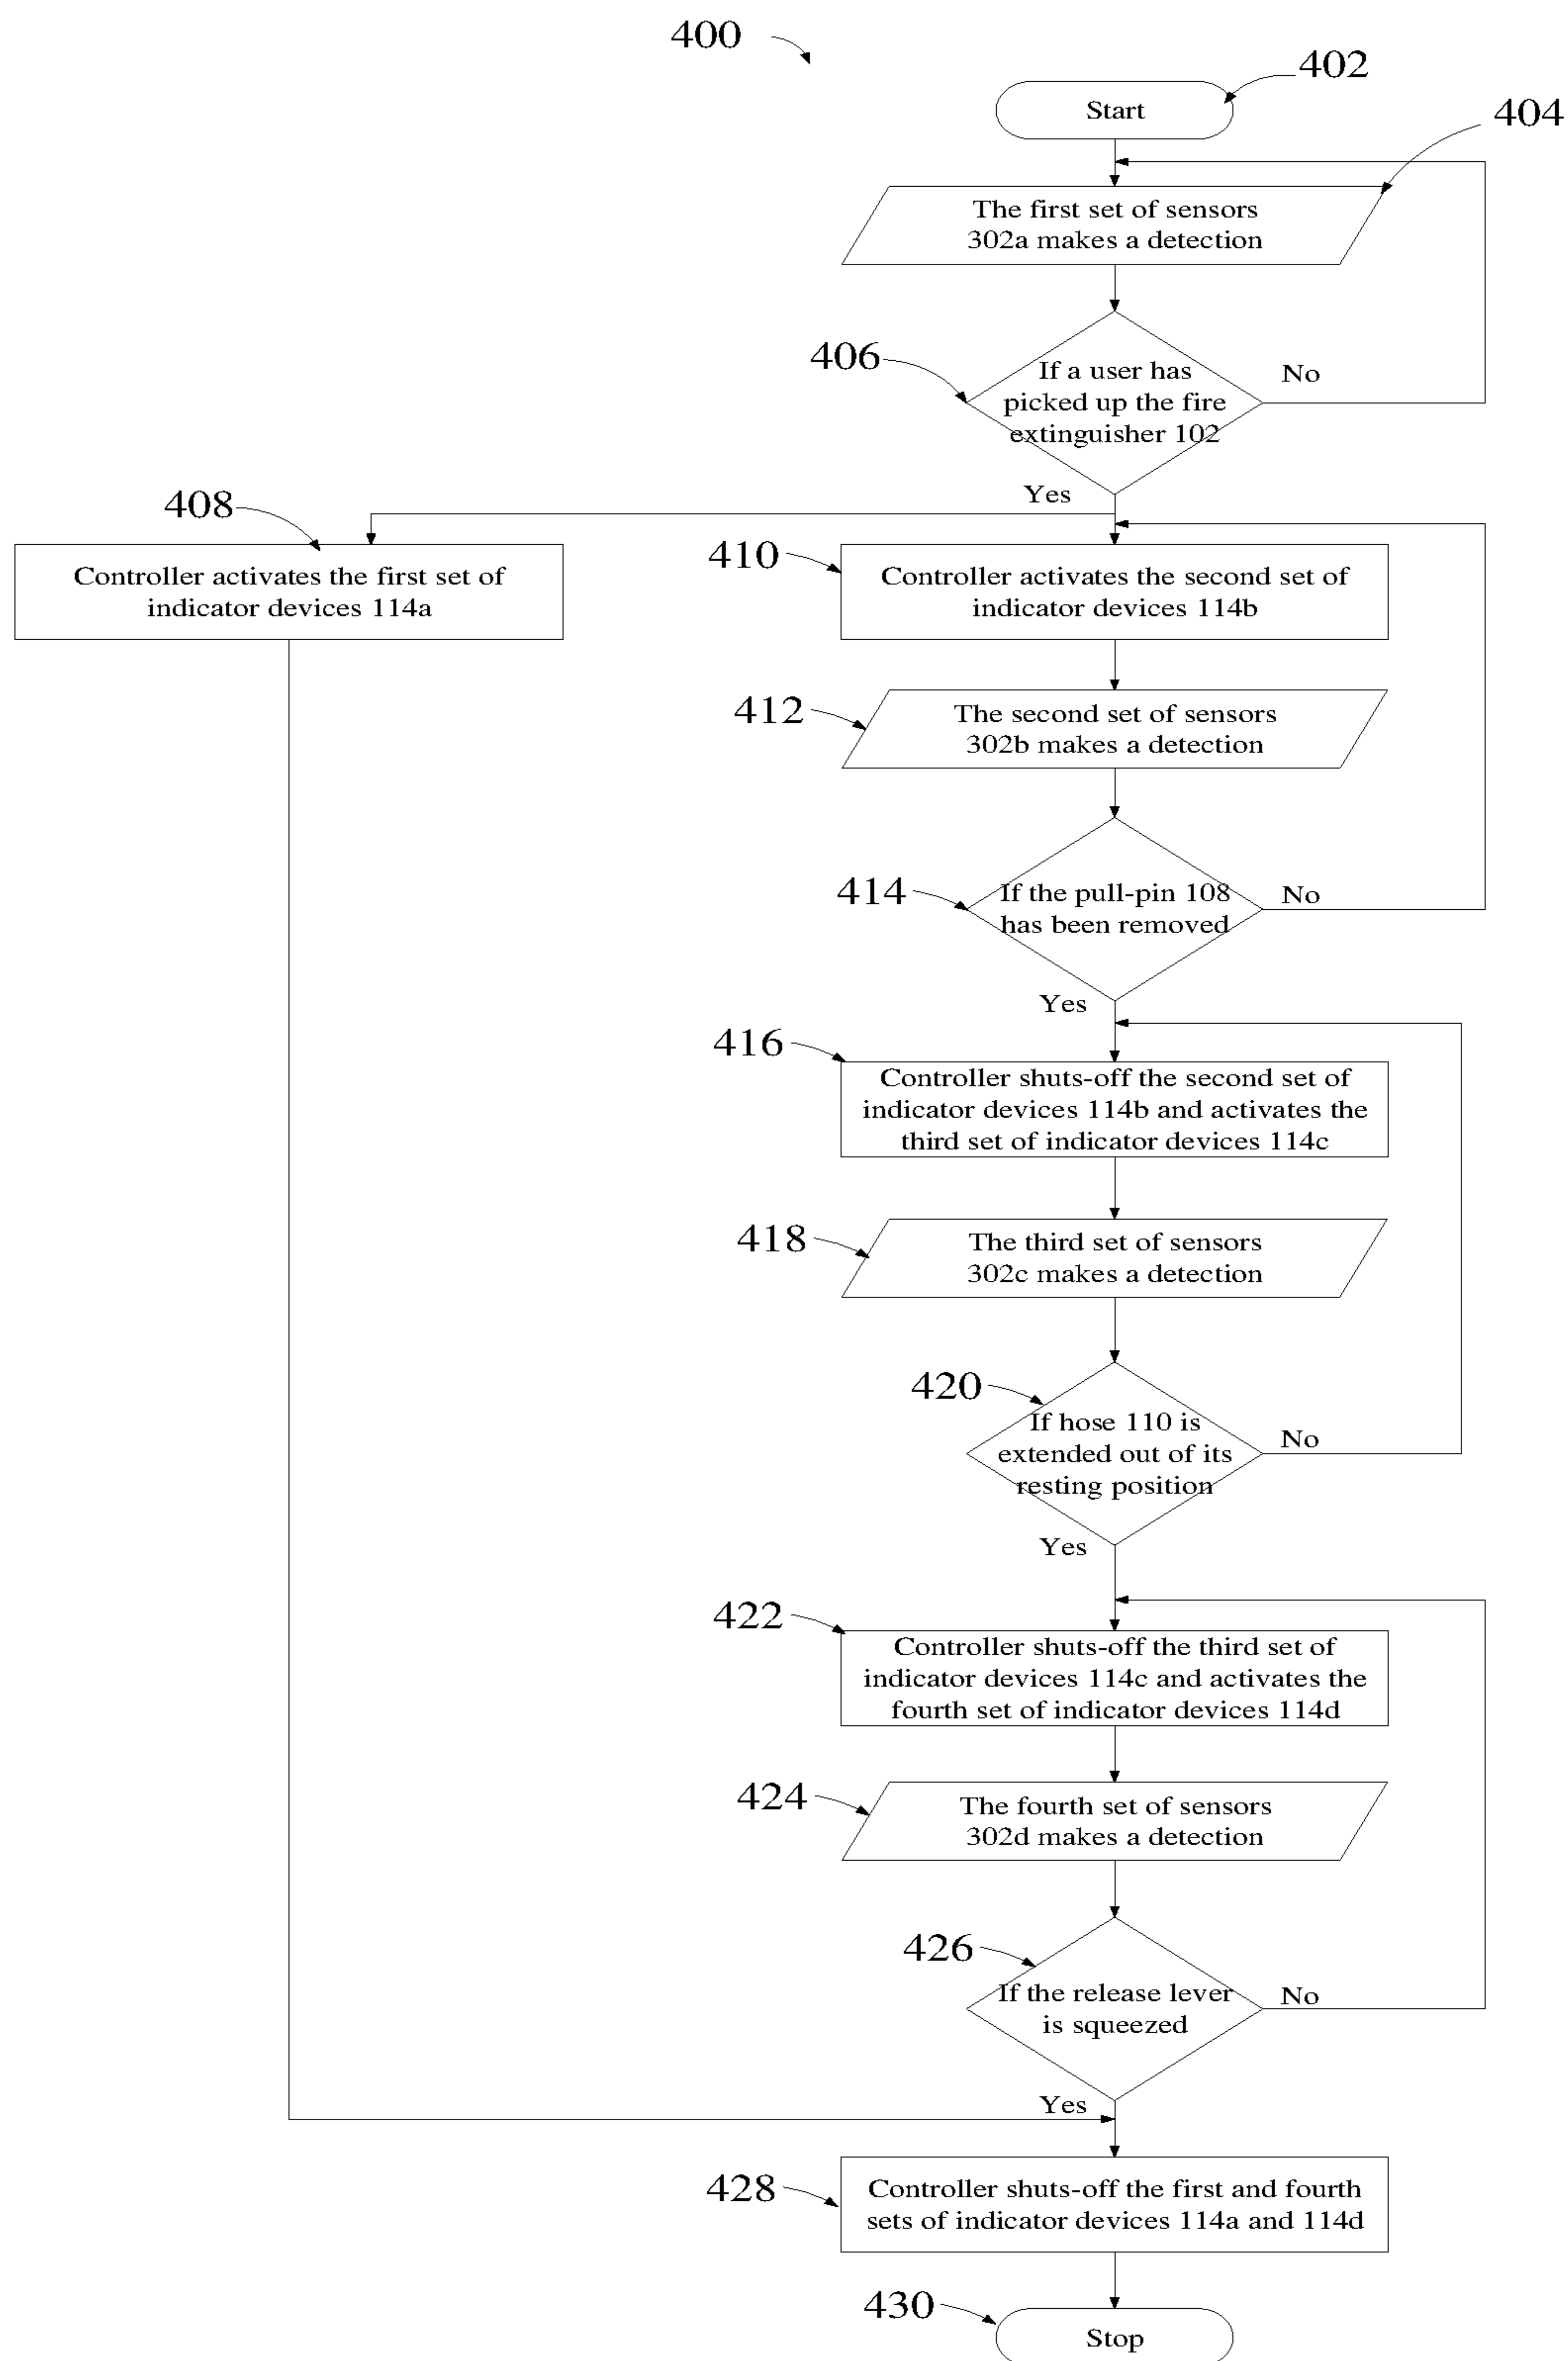 400
402
Start
404
The first set of sensors
302a makes a detection
406
If a user has
picked up the fire
extinguisher 102
No
Yes
408
Controller activates the first set of
indicator devices 114a
410
Controller activates the second set of
indicator devices 114b
412
The second set of sensors
302b makes a detection
414
If the pull-pin 108
has been removed
No
Yes
416
Controller shuts-off the second set of
indicator devices 114b and activates the
third set of indicator devices 114c
418
The third set of sensors
302c makes a detection
420
If hose 110 is
extended out of its
resting position
No
Yes
422
Controller shuts-off the third set of
indicator devices 114c and activates the
fourth set of indicator devices 114d
424
The fourth set of sensors
302d makes a detection
426
If the release lever
is squeezed
No
Yes
428
Controller shuts-off the first and fourth
sets of indicator devices 114a and 114d
430
Stop